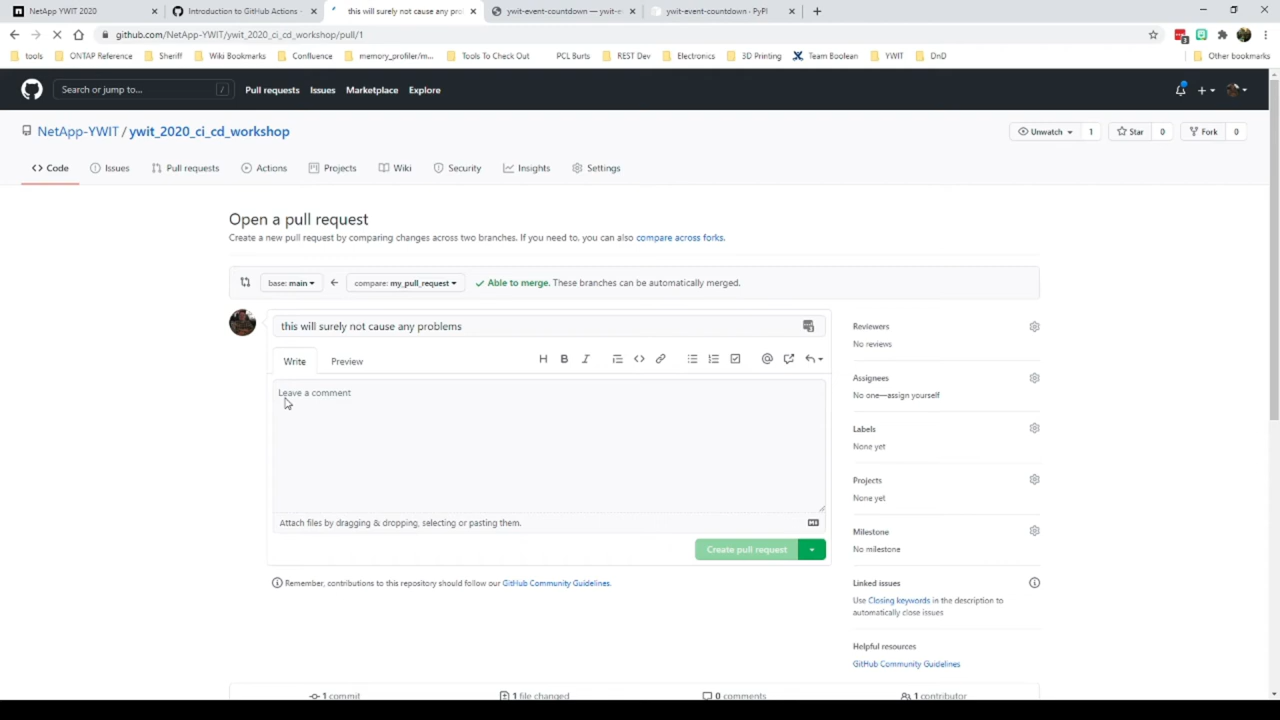 NetApp YWIT 2020
Introduction to GitHub Actions -
this will surely not cause any pro
ywit-event-countdown — ywit-e
ywit-event-countdown · PyPI
github.com/NetApp-YWIT/ywit_2020_ci_cd_workshop/pull/1
tools ONTAP Reference Sheriff Wiki Bookmarks Confluence memory_profiler/m... Tools To Check Out PCL Burls REST Dev Electronics 3D Printing Team Boolean YWIT DnD Other bookmarks
Search or jump to... / Pull requests Issues Marketplace Explore
NetApp-YWIT / ywit_2020_ci_cd_workshop
Unwatch 1 Star 0 Fork 0
Code Issues Pull requests Actions Projects Wiki Security Insights Settings
Open a pull request
Create a new pull request by comparing changes across two branches. If you need to, you can also compare across forks.
base: main compare: my_pull_request Able to merge. These branches can be automatically merged.
this will surely not cause any problems
Write Preview
Leave a comment
Attach files by dragging & dropping, selecting or pasting them.
Create pull request
Remember, contributions to this repository should follow our GitHub Community Guidelines.
Reviewers
No reviews
Assignees
No one—assign yourself
Labels
None yet
Projects
None yet
Milestone
No milestone
Linked issues
Use Closing keywords in the description to
automatically close issues
Helpful resources
GitHub Community Guidelines
1 commit 1 file changed 0 comments 1 contributor